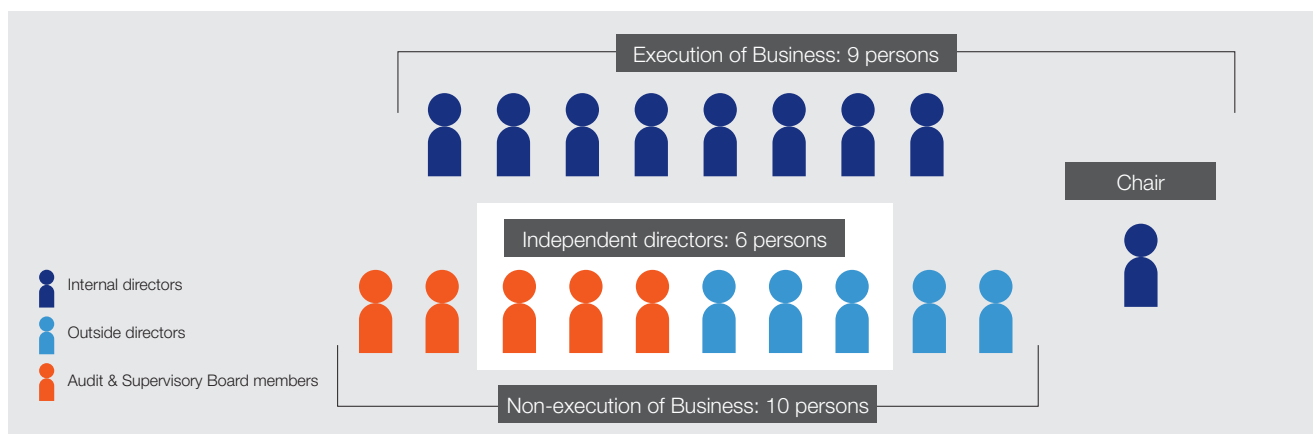 Execution of Business: 9 persons
Chair
Independent directors: 6 persons
Internal directors
Outside directors
Audit & Supervisory Board members
Non-execution of Business: 10 persons